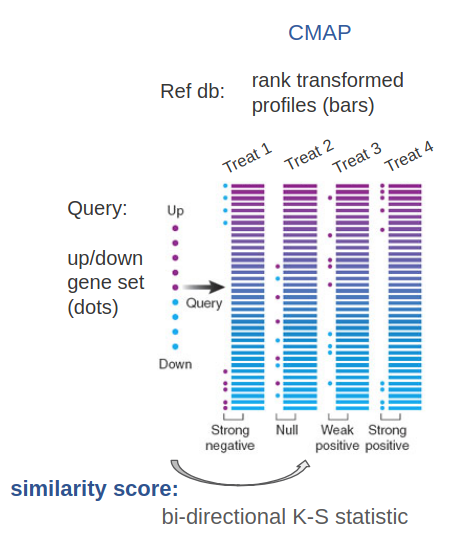 CMAP
Ref db:
rank transformed
profiles (bars)
Treat 1
Treat 2
Treat 3
Treat 4
Query:
Up
up/down
gene set
(dots)
Query
Down
Strong
negative
Null
Weak
positive
Strong
positive
similarity score:
bi-directional K-S statistic